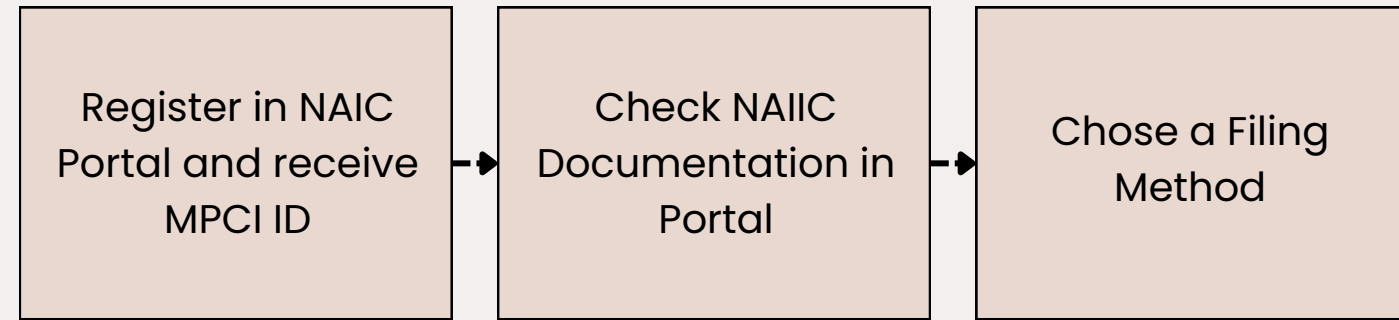 Register in NAIC
Portal and receive
MPCI ID
Check NAIIC
Documentation in
Portal
Chose a Filing
Method